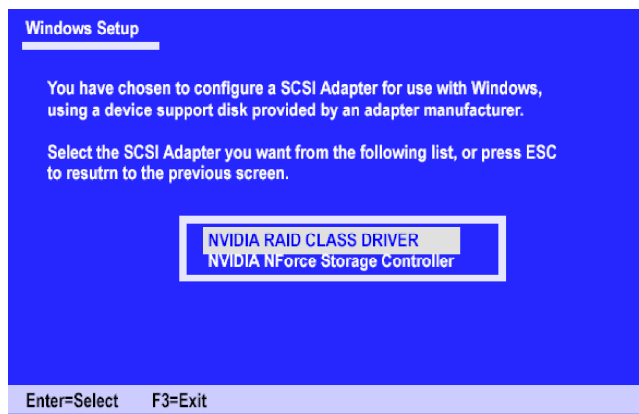 Windows Setup
You have chosen to configure a SCSI Adapter for use with Windows,
using a device support disk provided by an adapter manufacturer.
Select the SCSI Adapter you want from the following list, or press ESC
to resutrn to the previous screen.
NVIDIA RAID CLASS DRIVER
NVIDIA NForce Storage Controller
Enter=Select F3=Exit